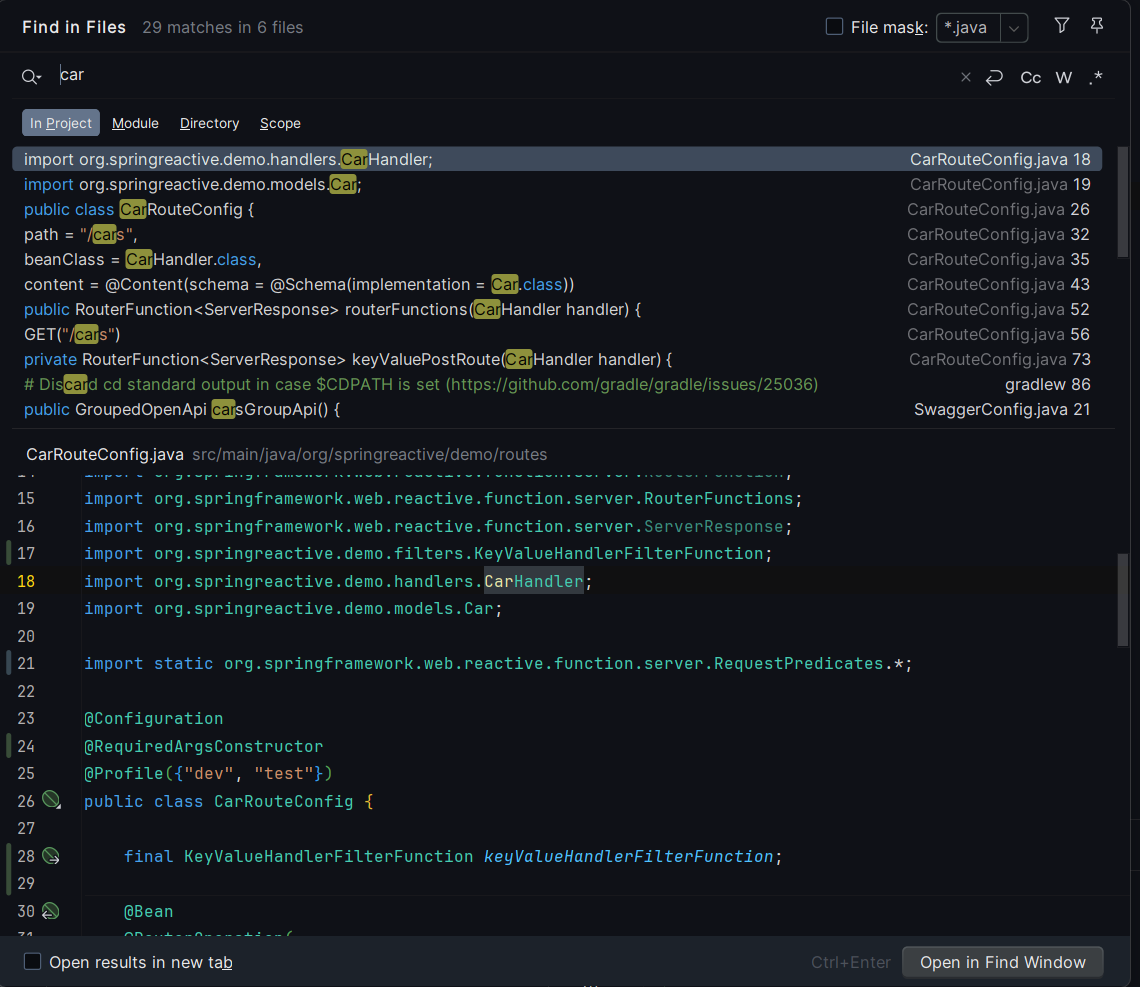 Find in Files 29 matches in 6 files File mask: *.java
car Cc W .*
In Project Module Directory Scope
import org.springreactive.demo.handlers.CarHandler; CarRouteConfig.java 18
import org.springreactive.demo.models.Car; CarRouteConfig.java 19
public class CarRouteConfig { CarRouteConfig.java 26
path = "/cars", CarRouteConfig.java 32
beanClass = CarHandler.class, CarRouteConfig.java 35
content = @Content(schema = @Schema(implementation = Car.class)) CarRouteConfig.java 43
public RouterFunction<ServerResponse> routerFunctions(CarHandler handler) { CarRouteConfig.java 52
GET("/cars") CarRouteConfig.java 56
private RouterFunction<ServerResponse> keyValuePostRoute(CarHandler handler) { CarRouteConfig.java 73
# Discard cd standard output in case $CDPATH is set (https://github.com/gradle/gradle/issues/25036) gradlew 86
public GroupedOpenApi carsGroupApi() { SwaggerConfig.java 21
CarRouteConfig.java src/main/java/org/springreactive/demo/routes
14 import org.springframework.web.reactive.function.server.RouterFunction;
15 import org.springframework.web.reactive.function.server.RouterFunctions;
16 import org.springframework.web.reactive.function.server.ServerResponse;
17 import org.springreactive.demo.filters.KeyValueHandlerFilterFunction;
18 import org.springreactive.demo.handlers.CarHandler;
19 import org.springreactive.demo.models.Car;
20
21 import static org.springframework.web.reactive.function.server.RequestPredicates.*;
22
23 @Configuration
24 @RequiredArgsConstructor
25 @Profile({"dev", "test"})
26 public class CarRouteConfig {
27
28 final KeyValueHandlerFilterFunction keyValueHandlerFilterFunction;
29
30 @Bean
31 @RouterOperation(
Open results in new tab Ctrl+Enter Open in Find Window